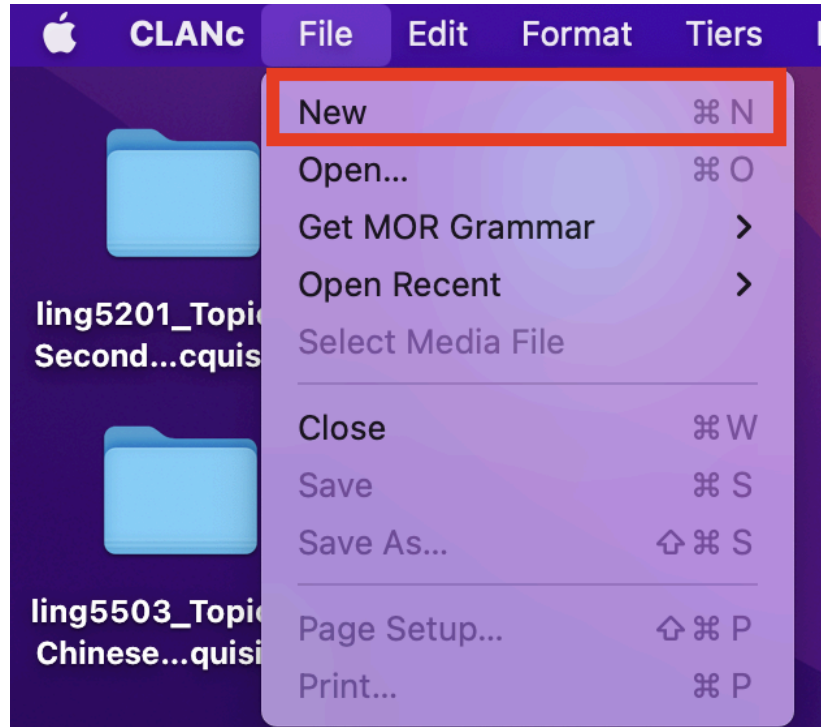 CLANc File Edit Format Tiers
New ⌘ N
Open... ⌘ O
Get MOR Grammar >
Open Recent >
Select Media File
Close ⌘ W
Save ⌘ S
Save As... ⇧ ⌘ S
Page Setup... ⇧ ⌘ P
Print... ⌘ P
ling5201_Topi
Second...cquis
ling5503_Topi
Chinese...quisi